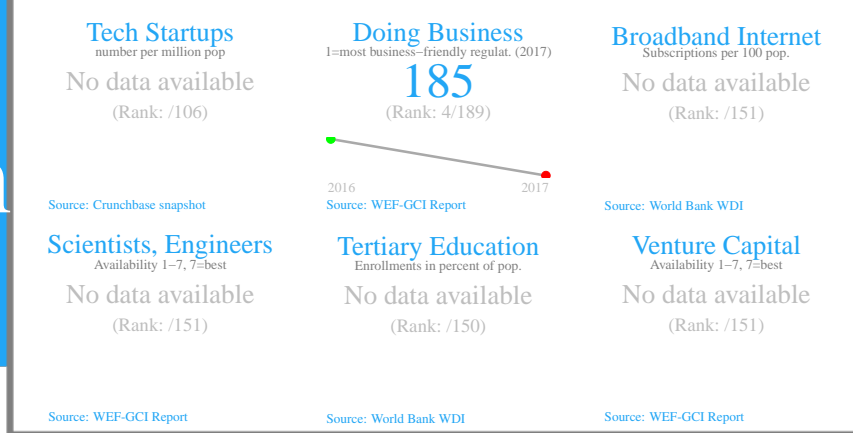 Tech Startups
number per million pop
No data available
(Rank: /106)
Source: Crunchbase snapshot
Doing Business
1=most business−friendly regulat. (2017)
185
(Rank: 4/189)
2016 2017
Source: WEF-GCI Report
Broadband Internet
Subscriptions per 100 pop.
No data available
(Rank: /151)
Source: World Bank WDI
Scientists, Engineers
Availability 1−7, 7=best
No data available
(Rank: /151)
Source: WEF-GCI Report
Tertiary Education
Enrollments in percent of pop.
No data available
(Rank: /150)
Source: World Bank WDI
Venture Capital
Availability 1−7, 7=best
No data available
(Rank: /151)
Source: WEF-GCI Report